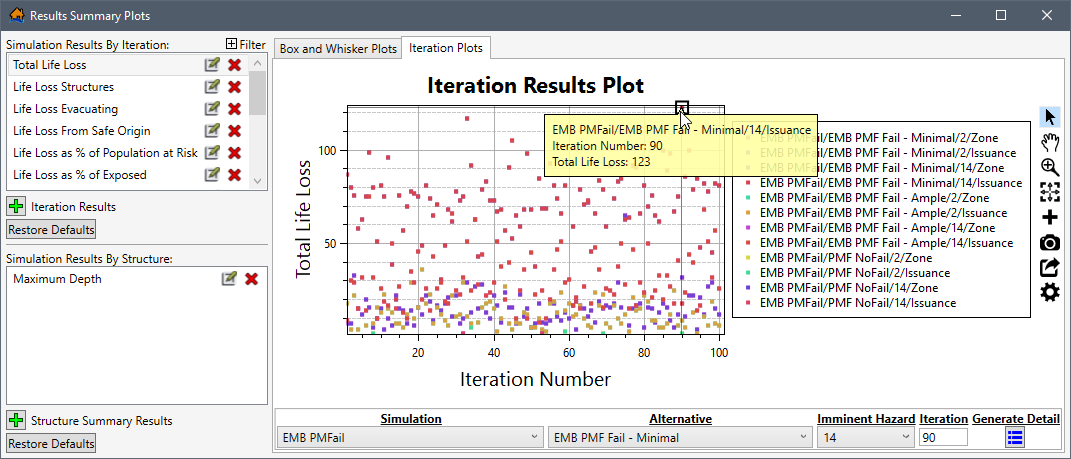 Results Summary Plots
Simulation Results By Iteration:
Filter
Total Life Loss
Life Loss Structures
Life Loss Evacuating
Life Loss From Safe Origin
Life Loss as % of Population at Risk
Life Loss as % of Exposed
Iteration Results
Restore Defaults
Simulation Results By Structure:
Maximum Depth
Structure Summary Results
Restore Defaults
Box and Whisker Plots
Iteration Plots
Iteration Results Plot
EMB PMFail/EMB PMF Fail - Minimal/14/Issuance
Iteration Number: 90
Total Life Loss: 123
Total Life Loss
100
50
20
40
60
80
100
Iteration Number
EMB PMFail/EMB PMF Fail - Minimal/2/Zone
EMB PMFail/EMB PMF Fail - Minimal/2/Issuance
EMB PMFail/EMB PMF Fail - Minimal/14/Zone
EMB PMFail/EMB PMF Fail - Minimal/14/Issuance
EMB PMFail/EMB PMF Fail - Ample/2/Zone
EMB PMFail/EMB PMF Fail - Ample/2/Issuance
EMB PMFail/EMB PMF Fail - Ample/14/Zone
EMB PMFail/EMB PMF Fail - Ample/14/Issuance
EMB PMFail/PMF NoFail/2/Zone
EMB PMFail/PMF NoFail/2/Issuance
EMB PMFail/PMF NoFail/14/Zone
EMB PMFail/PMF NoFail/14/Issuance
Simulation
Alternative
Imminent Hazard
Iteration
Generate Detail
EMB PMFail
EMB PMF Fail - Minimal
14
90